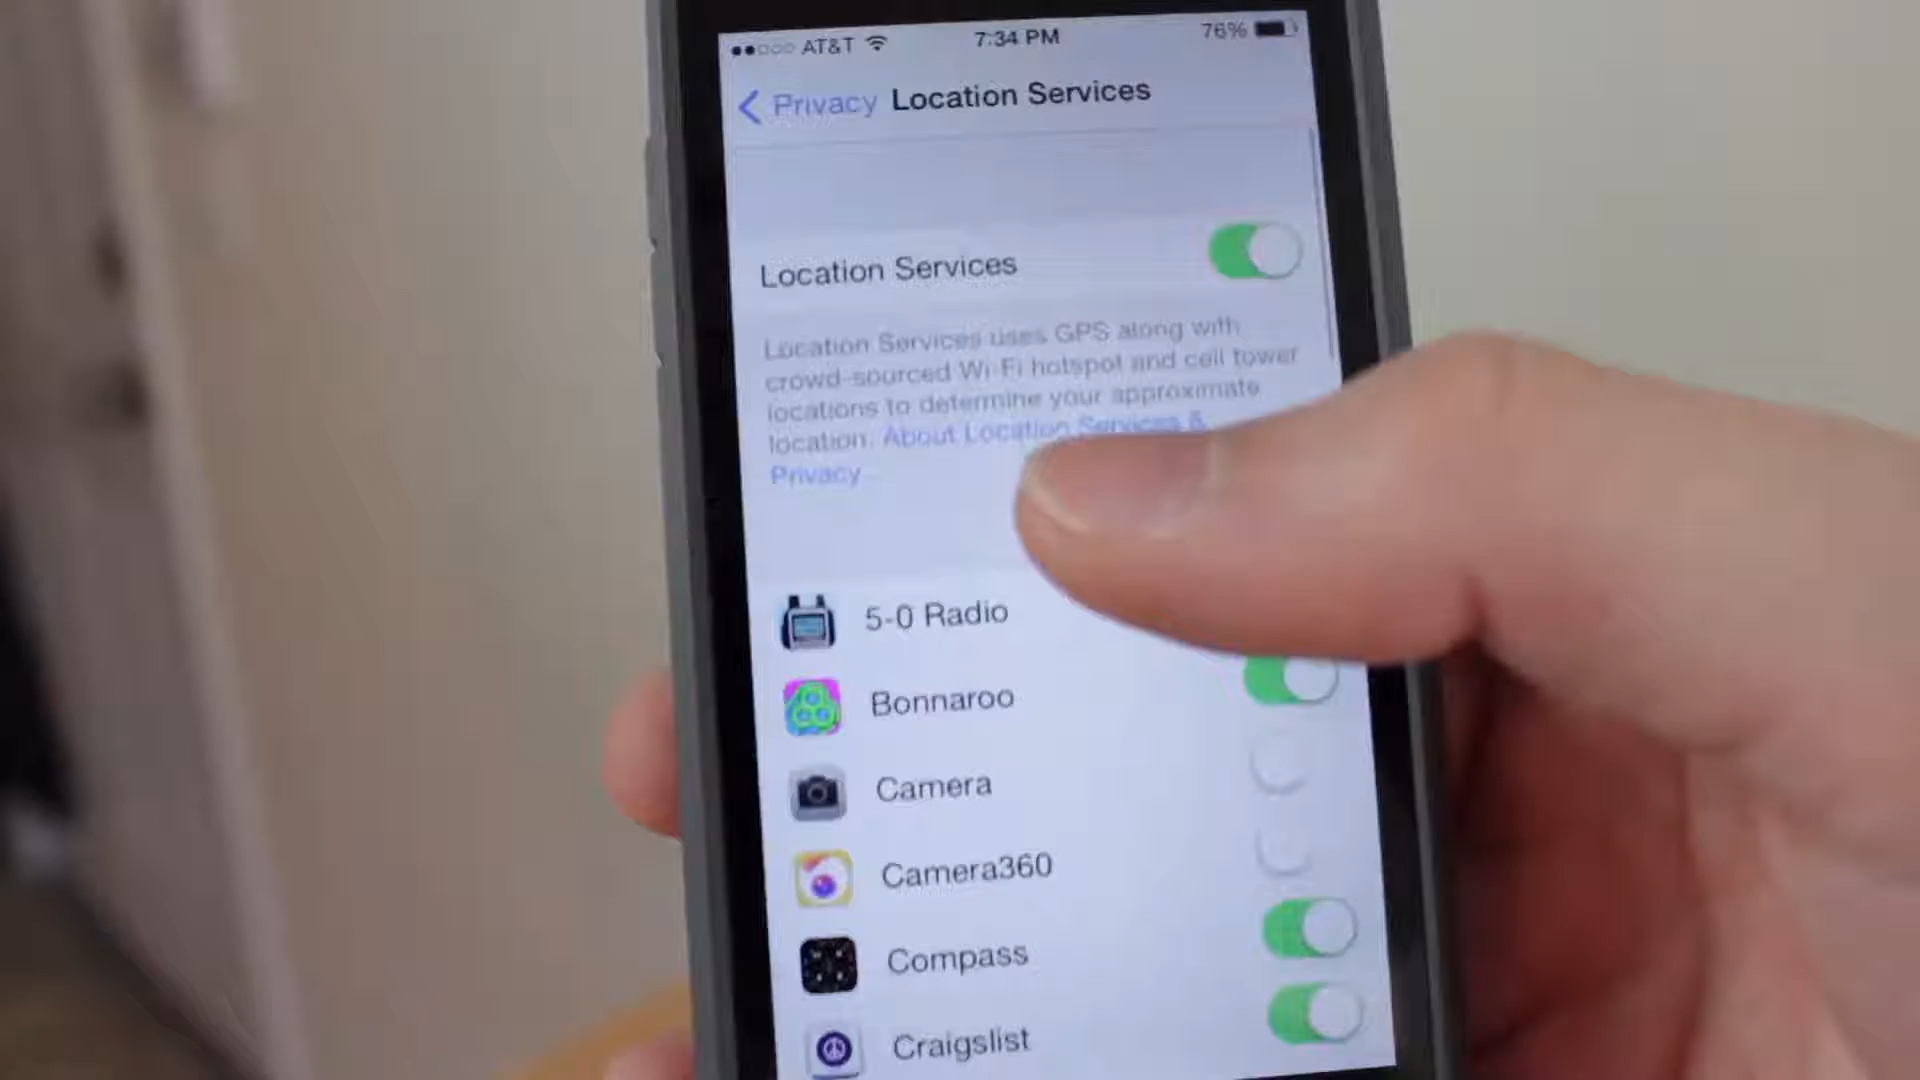 AT&T 7:34 PM 76%
Privacy Location Services
Location Services
Location Services uses GPS along with
crowd-sourced Wi-Fi hotspot and cell tower
locations to determine your approximate
location. About Location Services &
Privacy...
5-0 Radio
Bonnaroo
Camera
Camera360
Compass
Craigslist